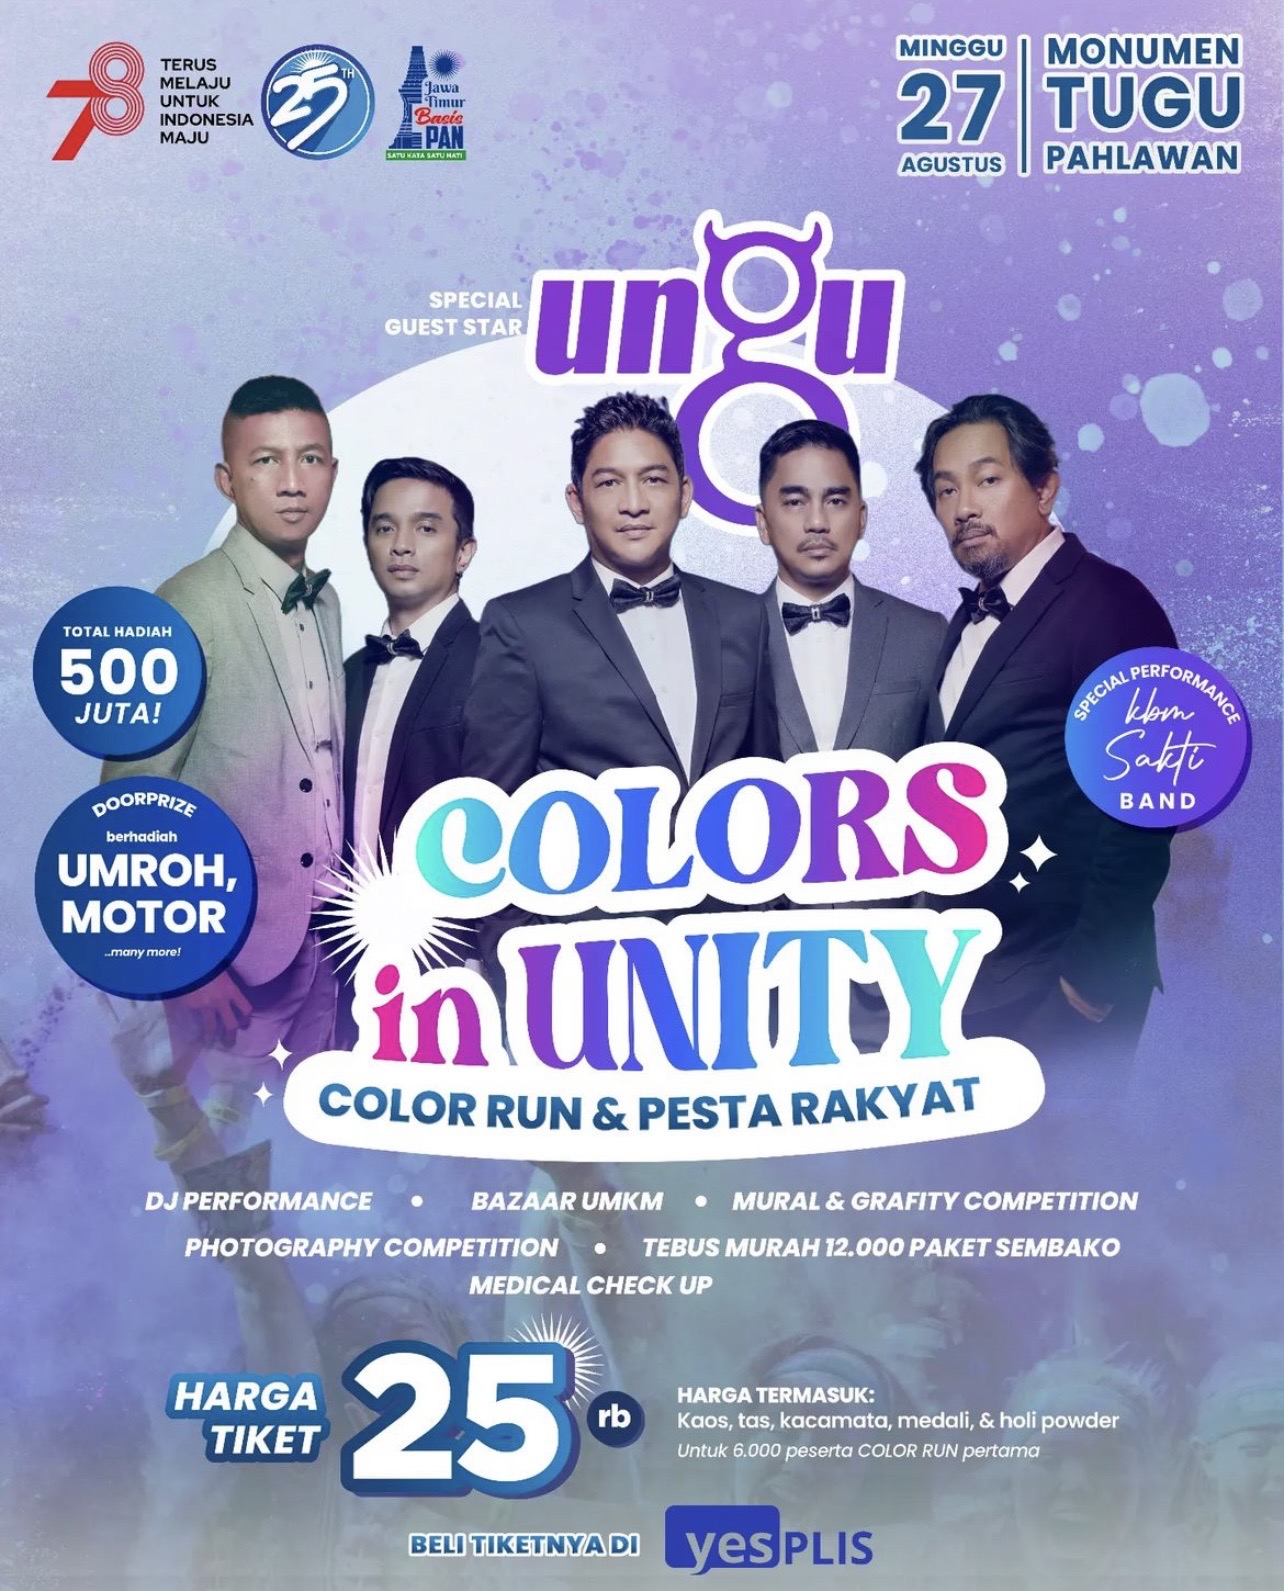 78
TERUS
MELAJU
UNTUK
INDONESIA
MAJU
25TH
Jawa
Timur
Basis
PAN
SATU KATA SATU HATI
MINGGU
27
AGUSTUS
MONUMEN
TUGU
PAHLAWAN
SPECIAL
GUEST STAR
ungu
TOTAL HADIAH
500
JUTA!
SPECIAL PERFORMANCE
kbm
Sakti
BAND
DOORPRIZE
berhadiah
UMROH,
MOTOR
...many more!
COLORS
in UNITY
COLOR RUN & PESTA RAKYAT
DJ PERFORMANCE • BAZAAR UMKM • MURAL & GRAFITY COMPETITION
PHOTOGRAPHY COMPETITION • TEBUS MURAH 12.000 PAKET SEMBAKO
MEDICAL CHECK UP
HARGA
TIKET
25 rb
HARGA TERMASUK:
Kaos, tas, kacamata, medali, & holi powder
Untuk 6.000 peserta COLOR RUN pertama
BELI TIKETNYA DI yesPLIS